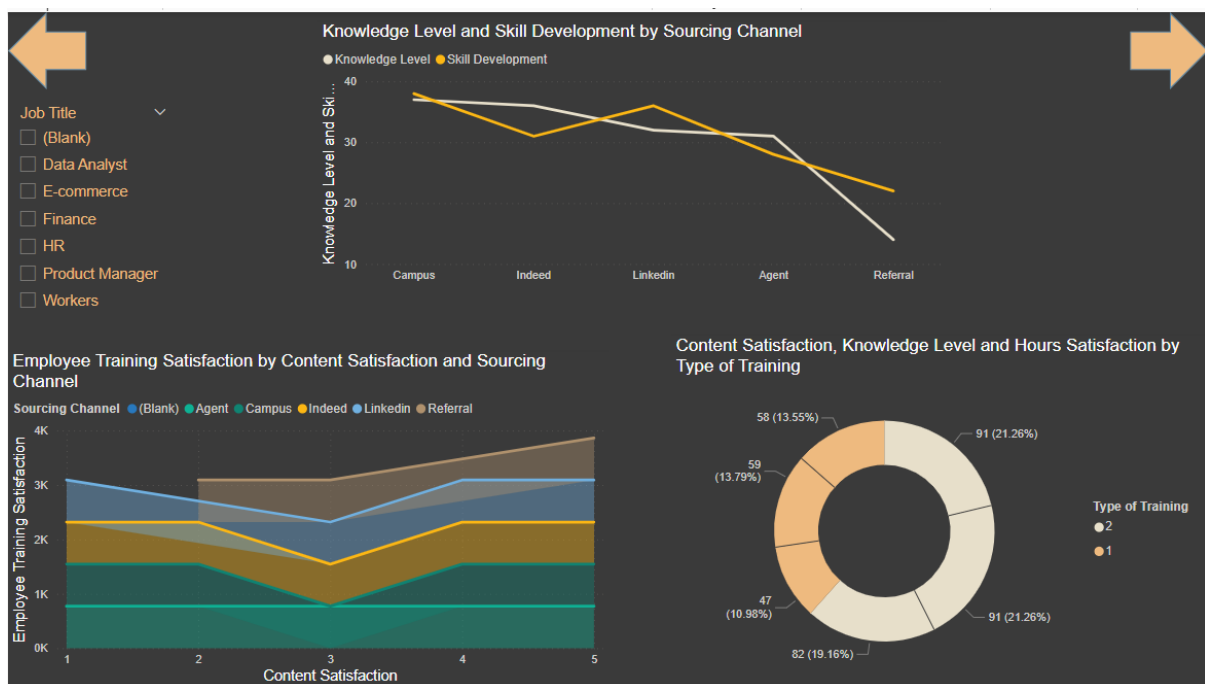 Knowledge Level and Skill Development by Sourcing Channel
Knowledge Level Skill Development
Job Title
(Blank)
Data Analyst
E-commerce
Finance
HR
Product Manager
Workers
Knowledge Level and Ski...
40
30
20
10
Campus Indeed Linkedin Agent Referral
Employee Training Satisfaction by Content Satisfaction and Sourcing
Channel
Sourcing Channel (Blank) Agent Campus Indeed Linkedin Referral
Employee Training Satisfaction
4K
3K
2K
1K
0K
1 2 3 4 5
Content Satisfaction
Content Satisfaction, Knowledge Level and Hours Satisfaction by
Type of Training
58 (13.55%)
91 (21.26%)
59
(13.79%)
47
(10.98%)
82 (19.16%)
91 (21.26%)
Type of Training
2
1